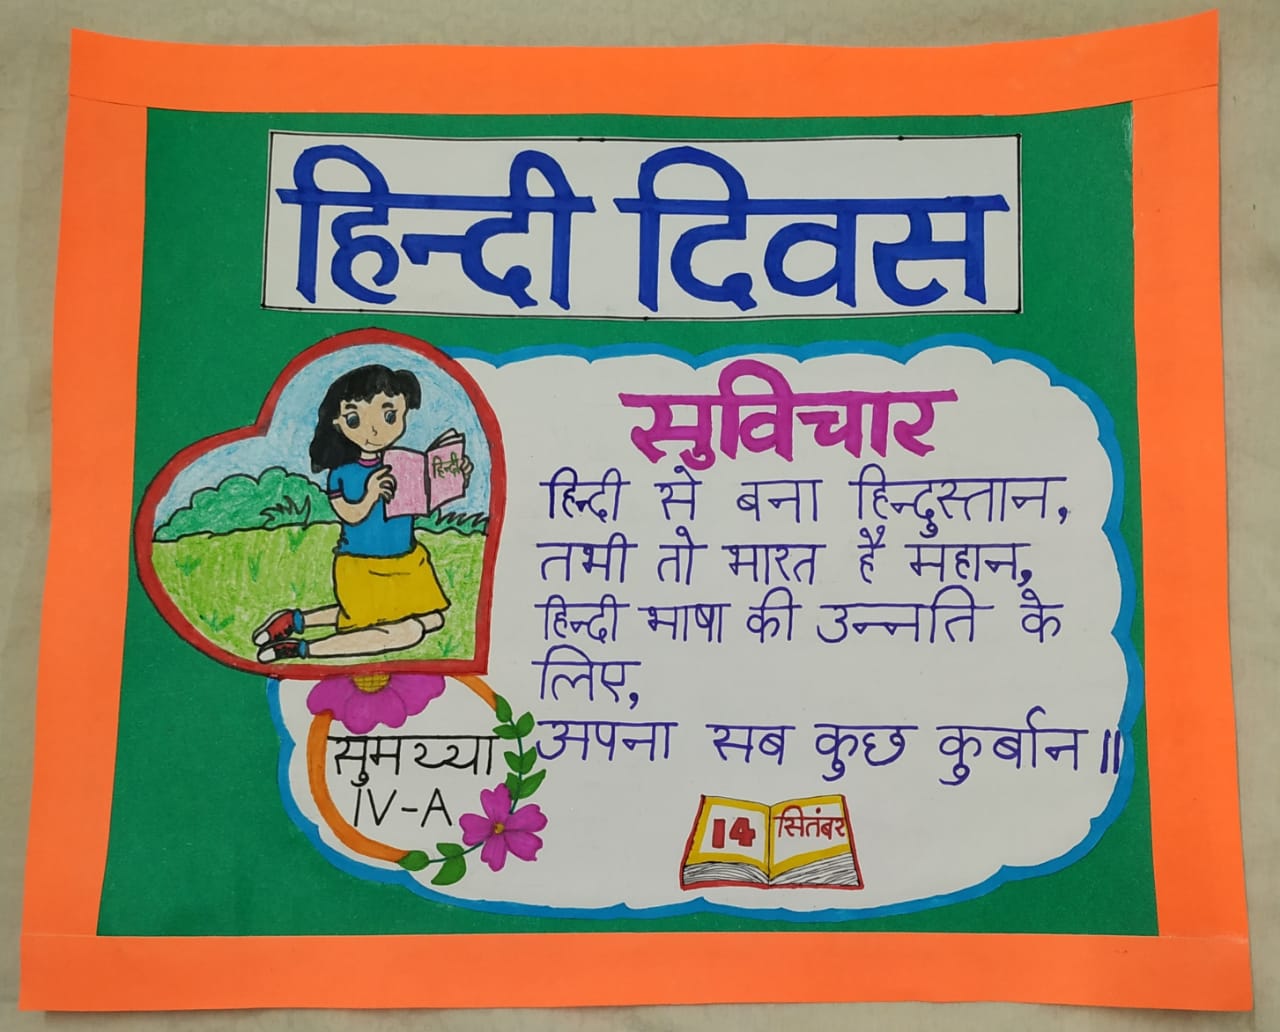 हिन्दी दिवस
सुविचार
हिन्दी
हिन्दी से बना हिन्दुस्तान,
तभी तो भारत है महान,
हिन्दी भाषा की उन्नति के
लिए,
अपना सब कुछ कुर्बान॥
सुमय्या
IV-A
14 सितंबर